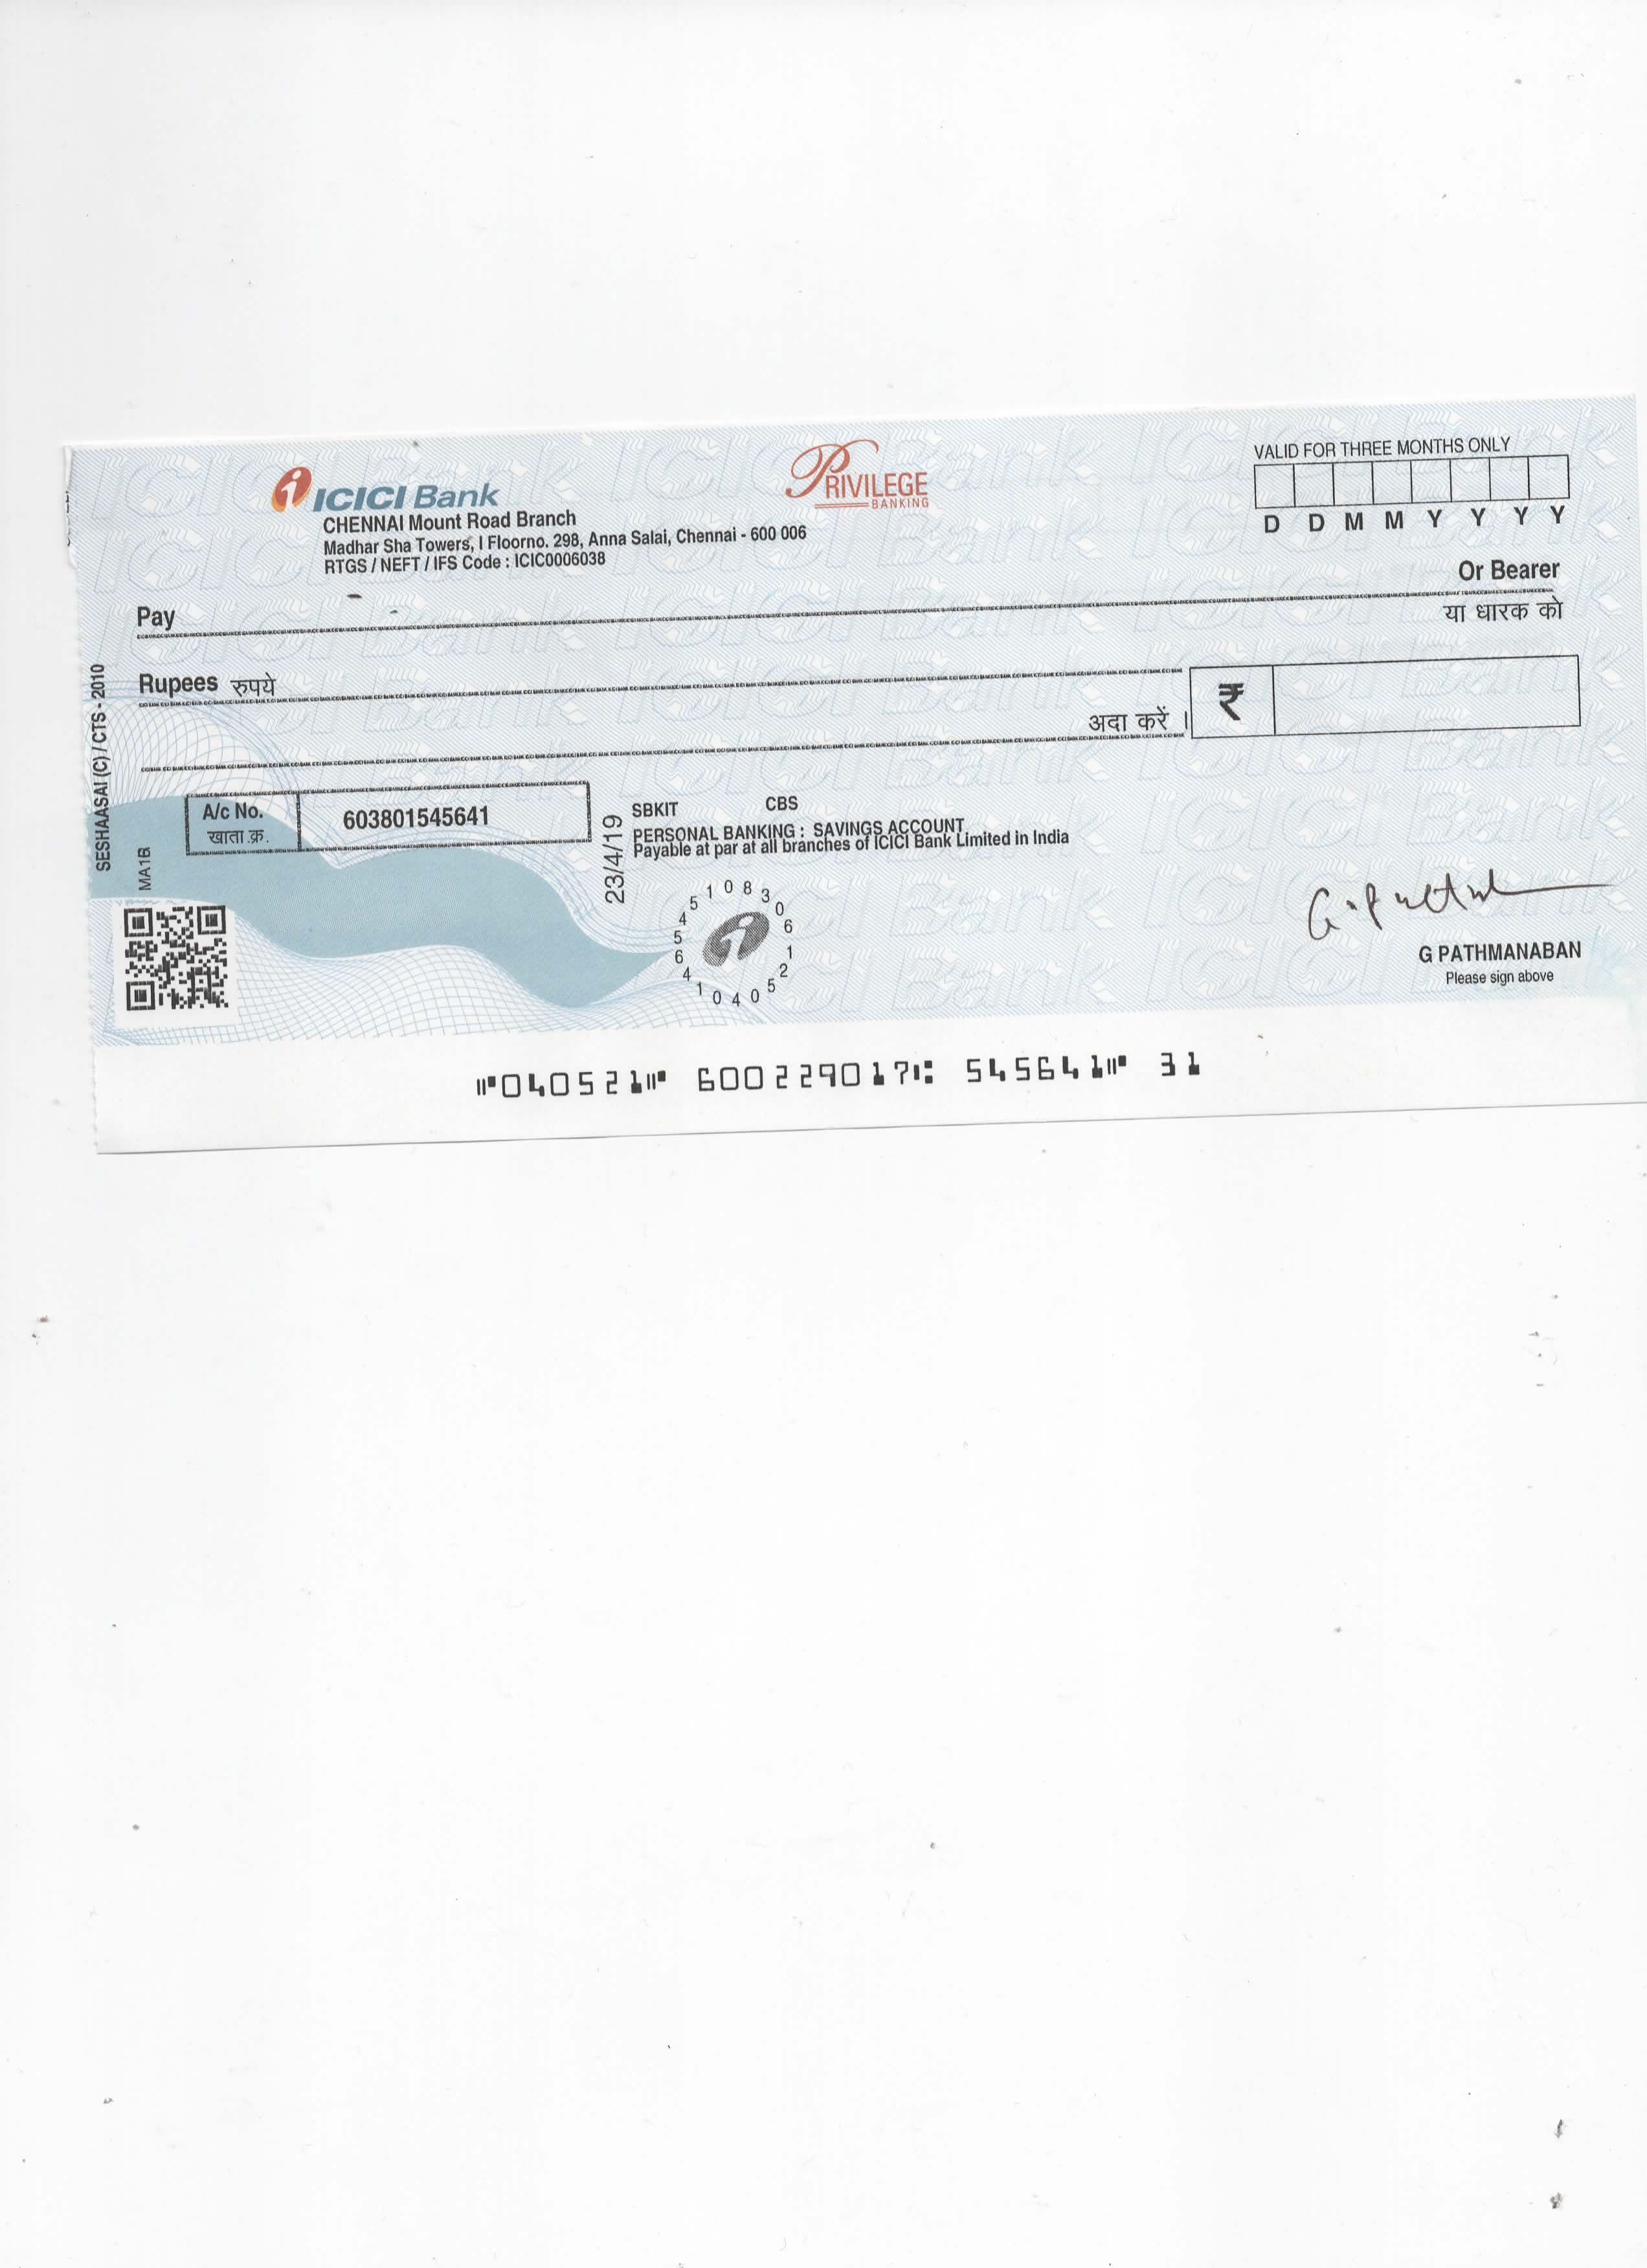 ICICI Bank
PRIVILEGE
BANKING
VALID FOR THREE MONTHS ONLY
D D M M Y Y Y Y
CHENNAI Mount Road Branch
Madhar Sha Towers, I Floorno. 298, Anna Salai, Chennai - 600 006
RTGS / NEFT / IFS Code : ICIC0006038
Pay
Or Bearer
या धारक को
Rupees रुपये
अदा करें ।
₹
A/c No.
खाता क्र.
603801545641
SBKIT CBS
PERSONAL BANKING : SAVINGS ACCOUNT
Payable at par at all branches of ICICI Bank Limited in India
23/4/19
SESHAASAI (C) / CTS - 2010
MA1B
6 5 4 5 1 0 8 3 0 6 1 2 5 0 4 0 1 4
G PATHMANABAN
Please sign above
⑈040521⑈ 600229017⑆ 545641⑈ 31